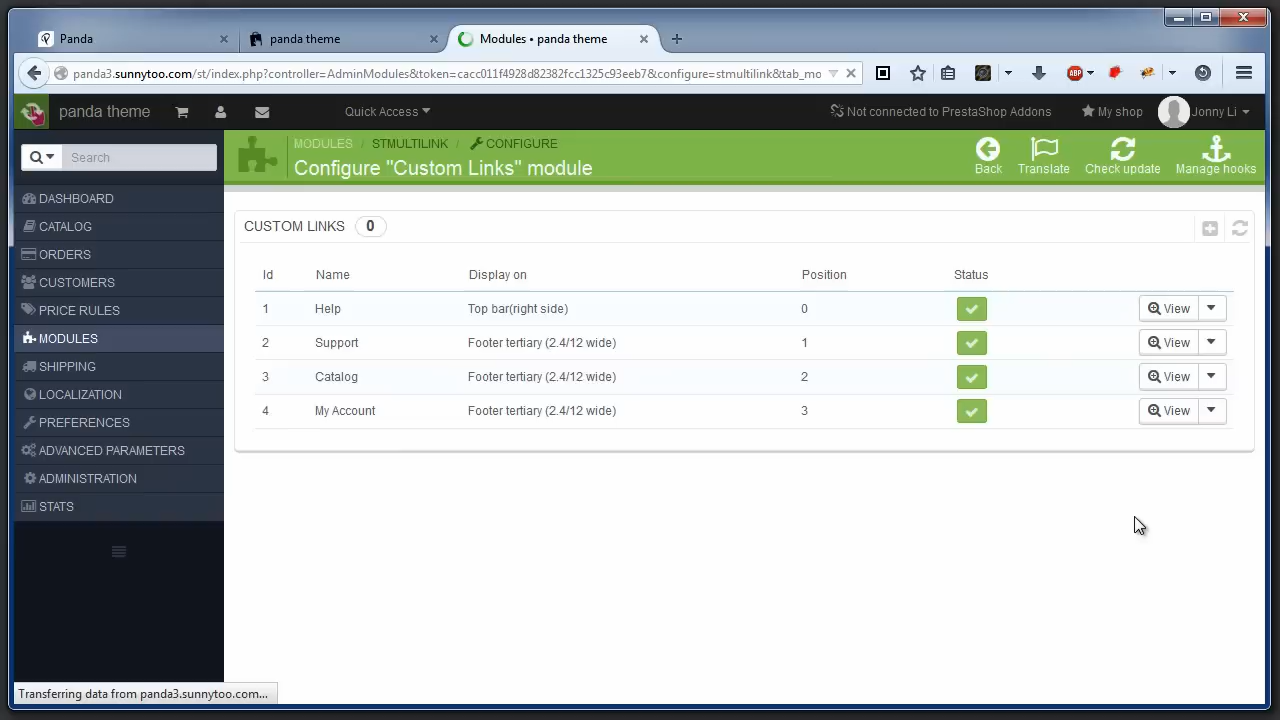 Panda
panda theme
Modules • panda theme
panda3.sunnytoo.com/st/index.php?controller=AdminModules&token=cacc011f4928d82382fcc1325c93eeb7&configure=stmultilink&tab_mo
ABP
panda theme
Quick Access
Not connected to PrestaShop Addons
My shop
Jonny Li
Search
MODULES / STMULTILINK / CONFIGURE
Configure "Custom Links" module
Back
Translate
Check update
Manage hooks
DASHBOARD
CATALOG
ORDERS
CUSTOMERS
PRICE RULES
MODULES
SHIPPING
LOCALIZATION
PREFERENCES
ADVANCED PARAMETERS
ADMINISTRATION
STATS
CUSTOM LINKS 0
Id Name Display on Position Status
1 Help Top bar(right side) 0 View
2 Support Footer tertiary (2.4/12 wide) 1 View
3 Catalog Footer tertiary (2.4/12 wide) 2 View
4 My Account Footer tertiary (2.4/12 wide) 3 View
Transferring data from panda3.sunnytoo.com...